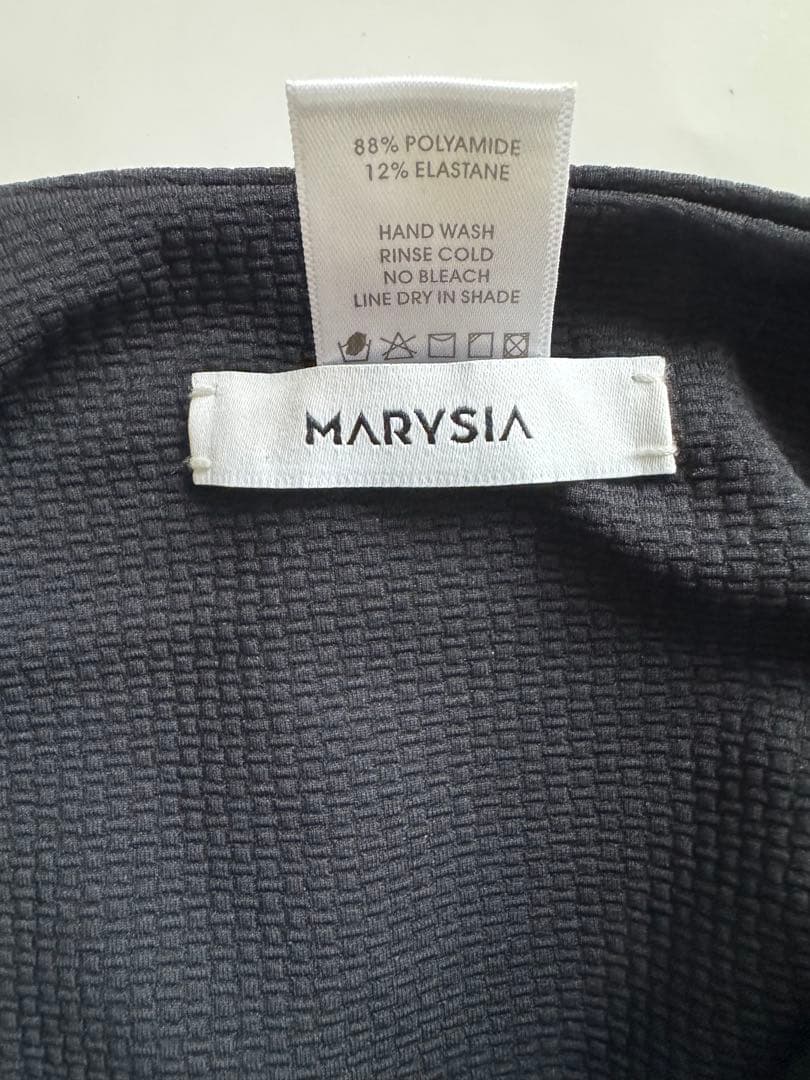 88% POLYAMIDE
12% ELASTANE
HAND WASH
RINSE COLD
NO BLEACH
LINE DRY IN SHADE
MARYSIA